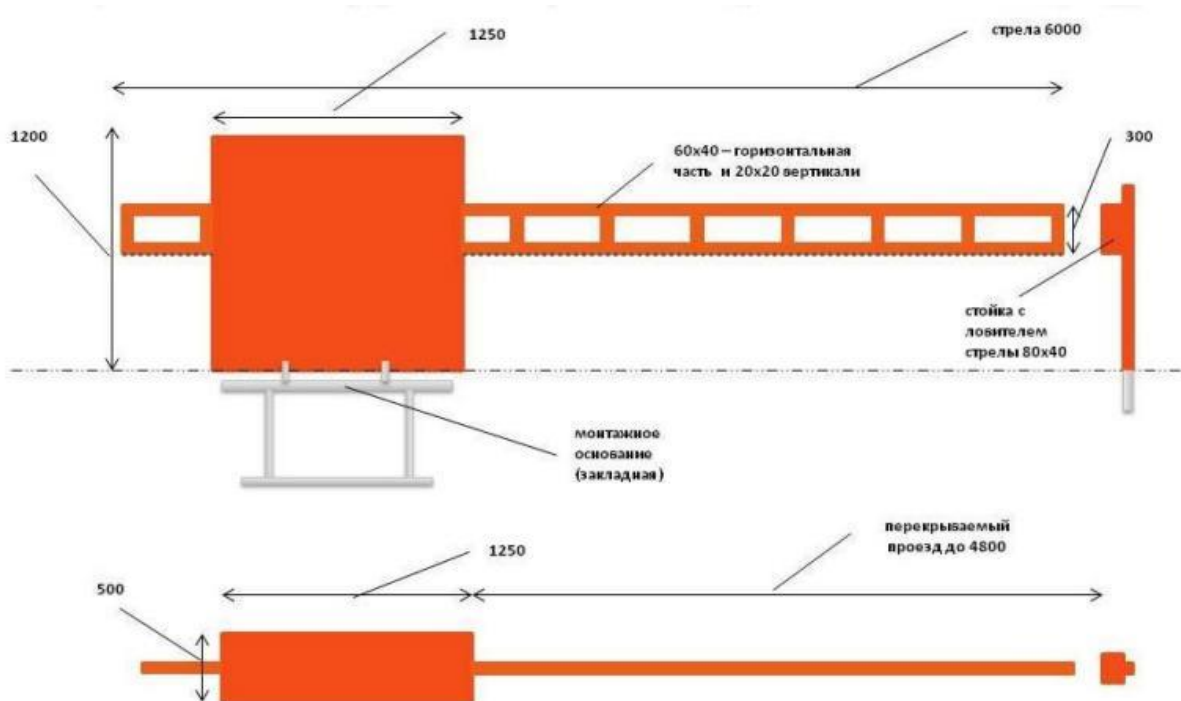 1250
стрела 6000
1200
60х40 – горизонтальная
часть и 20х20 вертикали
300
стойка с
ловителем
стрелы 80х40
монтажное
основание
(закладная)
перекрываемый
проезд до 4800
1250
500